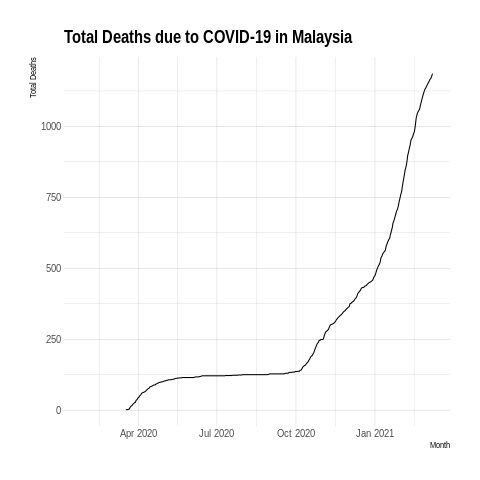 Total Deaths due to COVID-19 in Malaysia
Total Deaths
1000
750
500
250
0
Apr 2020 Jul 2020 Oct 2020 Jan 2021
Month